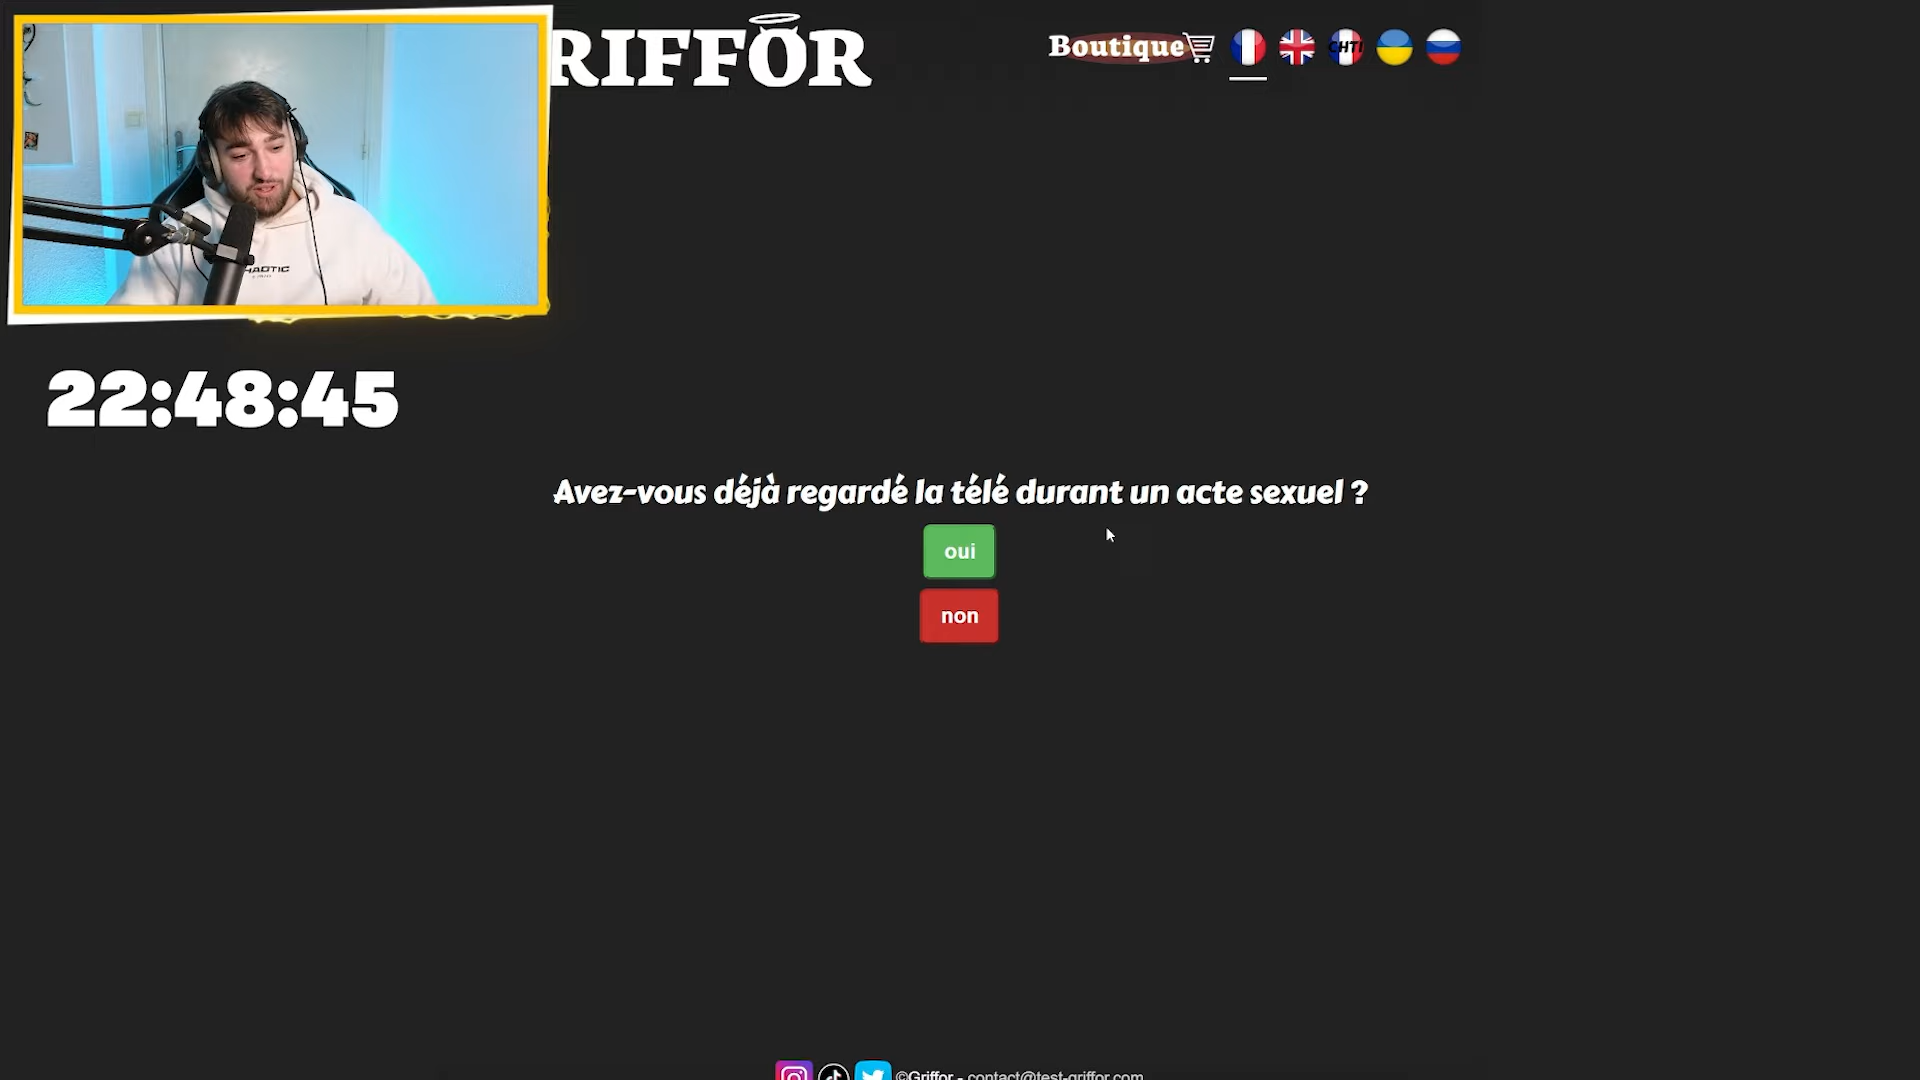 RIFFOR
Boutique
CHTI
HAOTIC
22:48:45
Avez-vous déjà regardé la télé durant un acte sexuel ?
oui
non
©Griffor - contact@test-griffor.com